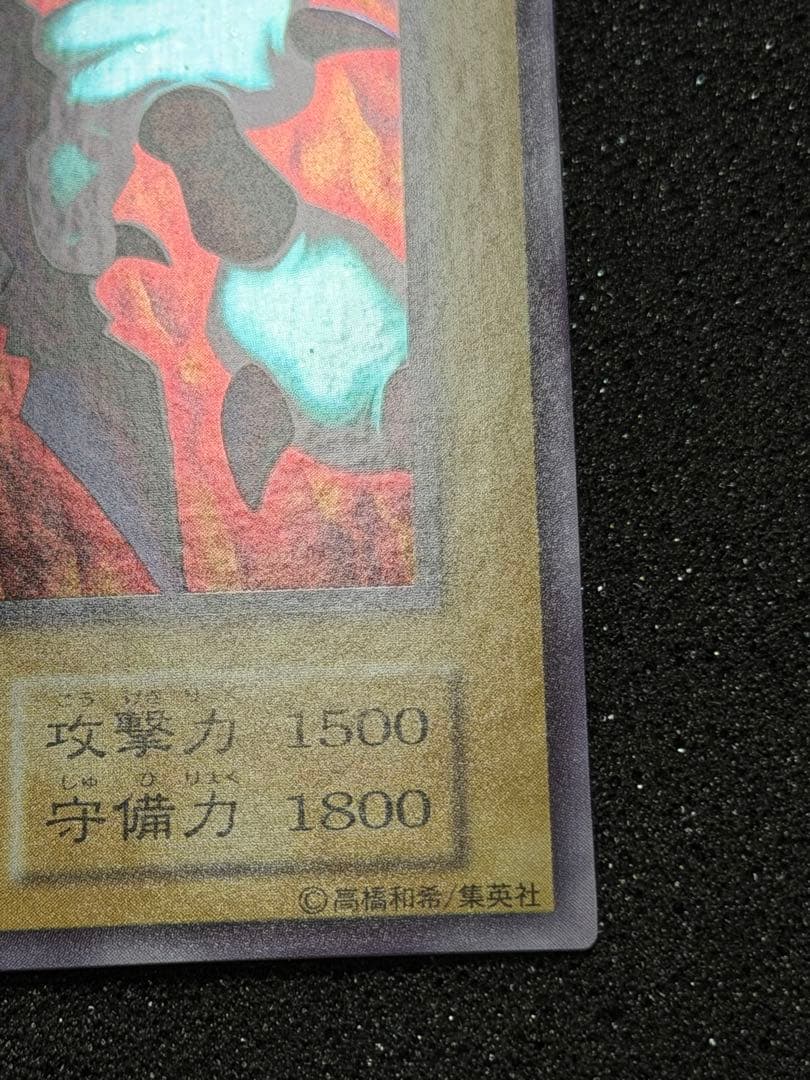 こう げき りょく
攻撃力 1500
しゅ び りょく
守備力 1800
©高橋和希/集英社